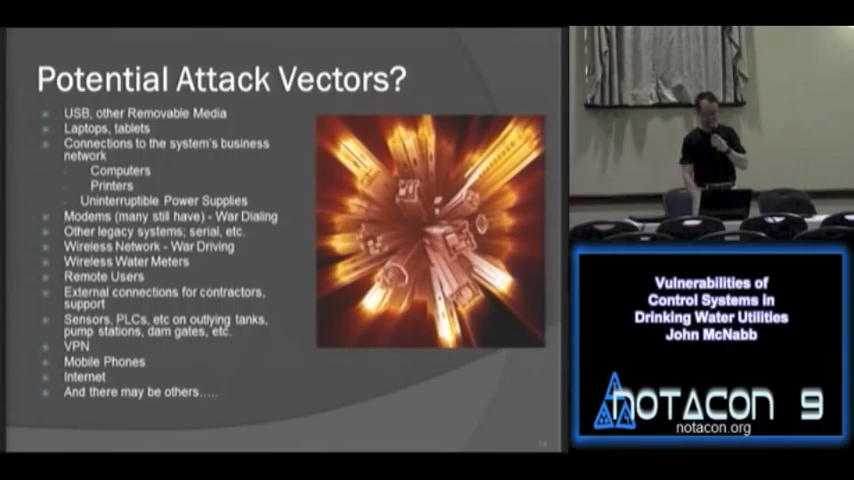 Potential Attack Vectors?
USB, other Removable Media
Laptops, tablets
Connections to the system's business
network
Computers
Printers
Uninterruptible Power Supplies
Modems (many still have) - War Dialing
Other legacy systems; serial, etc.
Wireless Network - War Driving
Wireless Water Meters
Remote Users
External connections for contractors,
support
Sensors, PLCs, etc on outlying tanks,
pump stations, dam gates, etc.
VPN
Mobile Phones
Internet
And there may be others.....
Vulnerabilities of
Control Systems in
Drinking Water Utilities
John McNabb
NOTACON 9
notacon.org